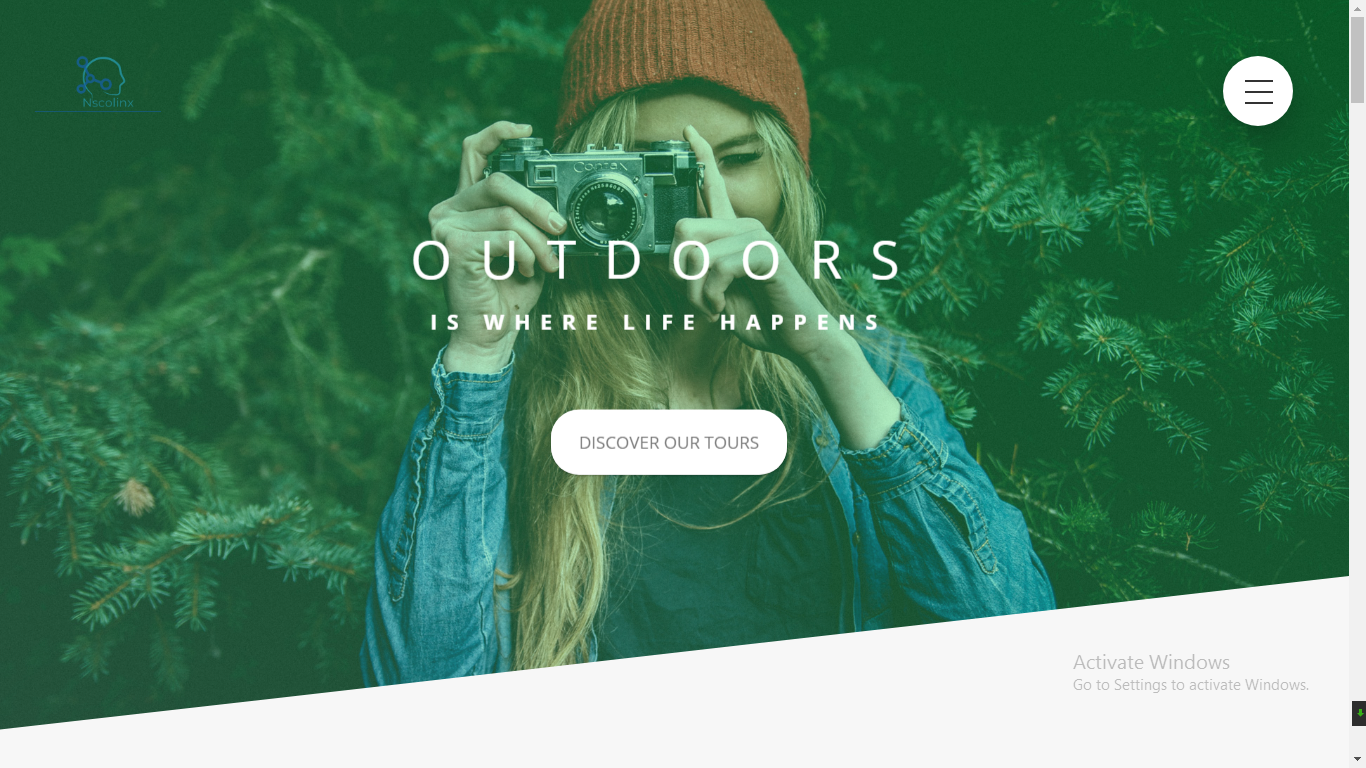 Nscolinx
Contax
OUTDOORS
IS WHERE LIFE HAPPENS
DISCOVER OUR TOURS
Activate Windows
Go to Settings to activate Windows.